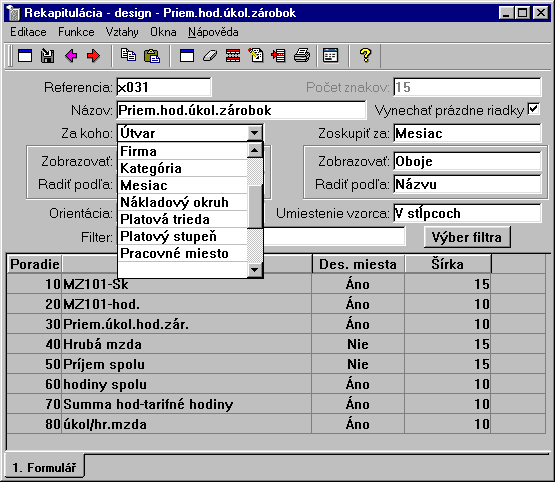 Rekapitulácia - design - Priem.hod.úkol.zárobok
Editace Funkce Vztahy Okna Nápověda
Referencia: x031 Počet znakov: 15
Názov: Priem.hod.úkol.zárobok Vynechať prázdne riadky
Za koho: Útvar Zoskupiť za: Mesiac
Firma
Kategória
Mesiac
Nákladový okruh
Platová trieda
Platový stupeň
Pracovné miesto
Zobrazovať: Zobrazovať: Oboje
Radiť podľa: Radiť podľa: Názvu
Orientácia: Umiestenie vzorca: V stĺpcoch
Filter: Výber filtra
Poradie Des. miesta Šírka
10 MZ101-Sk Áno 15
20 MZ101-hod. Áno 10
30 Priem.úkol.hod.zár. Áno 10
40 Hrubá mzda Nie 15
50 Príjem spolu Nie 15
60 hodiny spolu Áno 10
70 Summa hod-tarifné hodiny Áno 10
80 úkol/hr.mzda Áno 10
1. Formulář